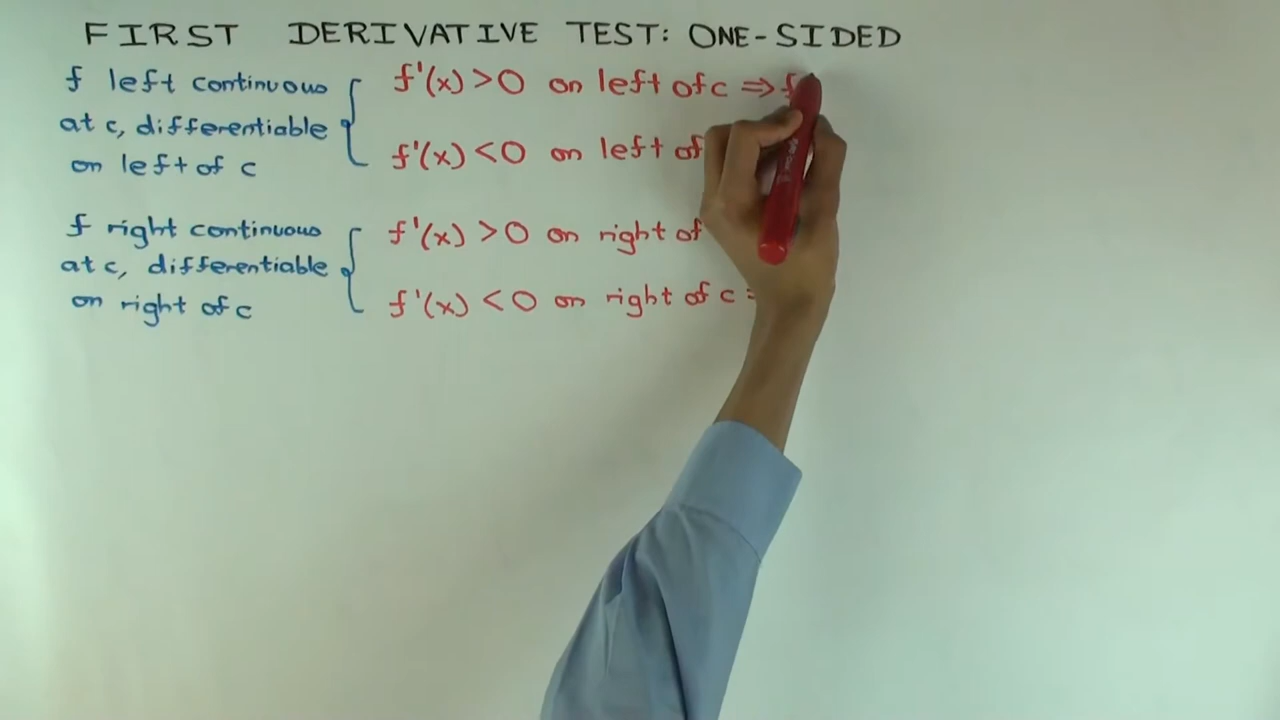 FIRST DERIVATIVE TEST: ONE-SIDED
f left continuous
at c, differentiable
on left of c
f'(x) > 0 on left of c ⇒ f
f'(x) < 0 on left of
f right continuous
at c, differentiable
on right of c
f'(x) > 0 on right of
f'(x) < 0 on right of c